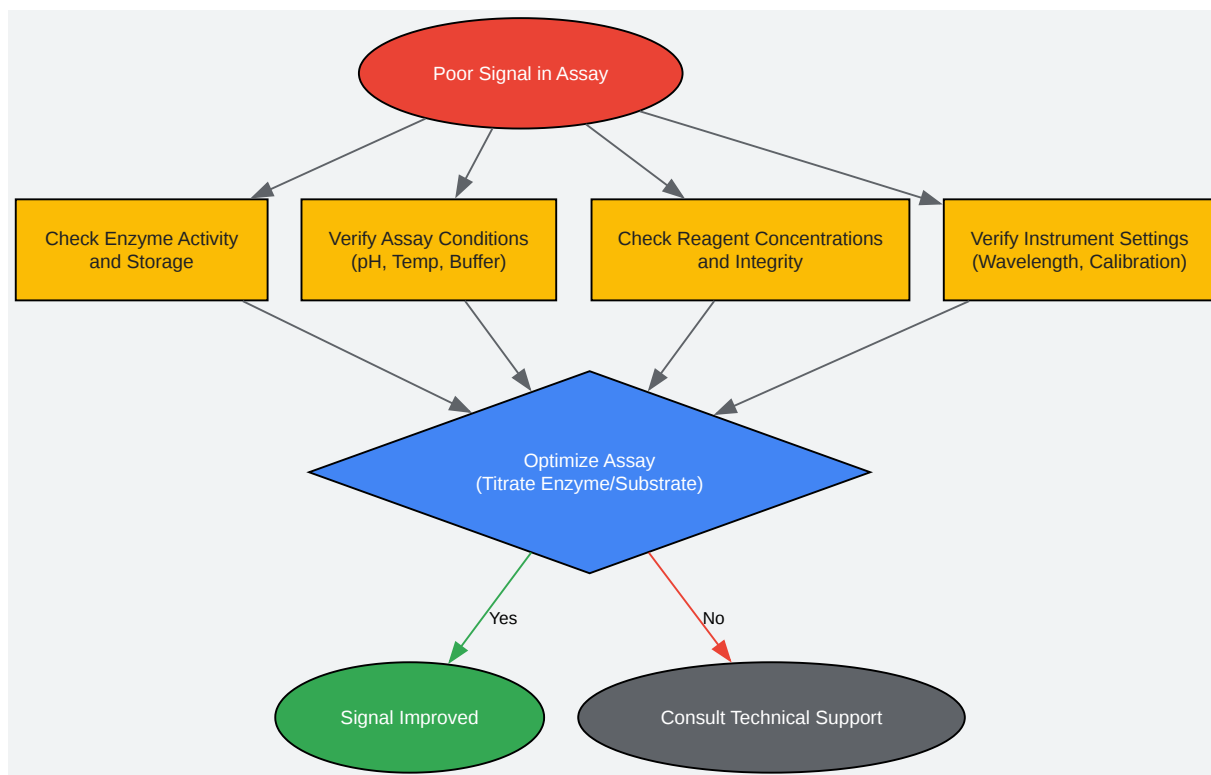 Poor Signal in Assay
Check Enzyme Activity
and Storage
Verify Assay Conditions
(pH, Temp, Buffer)
Check Reagent Concentrations
and Integrity
Verify Instrument Settings
(Wavelength, Calibration)
Optimize Assay
(Titrate Enzyme/Substrate)
Yes
No
Signal Improved
Consult Technical Support